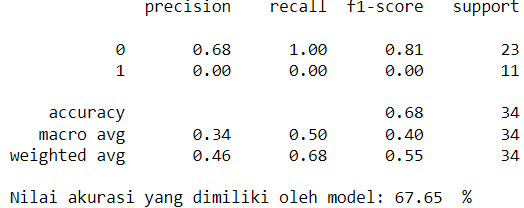 precision recall f1-score support
0 0.68 1.00 0.81 23
1 0.00 0.00 0.00 11
accuracy 0.68 34
macro avg 0.34 0.50 0.40 34
weighted avg 0.46 0.68 0.55 34
Nilai akurasi yang dimiliki oleh model: 67.65 %